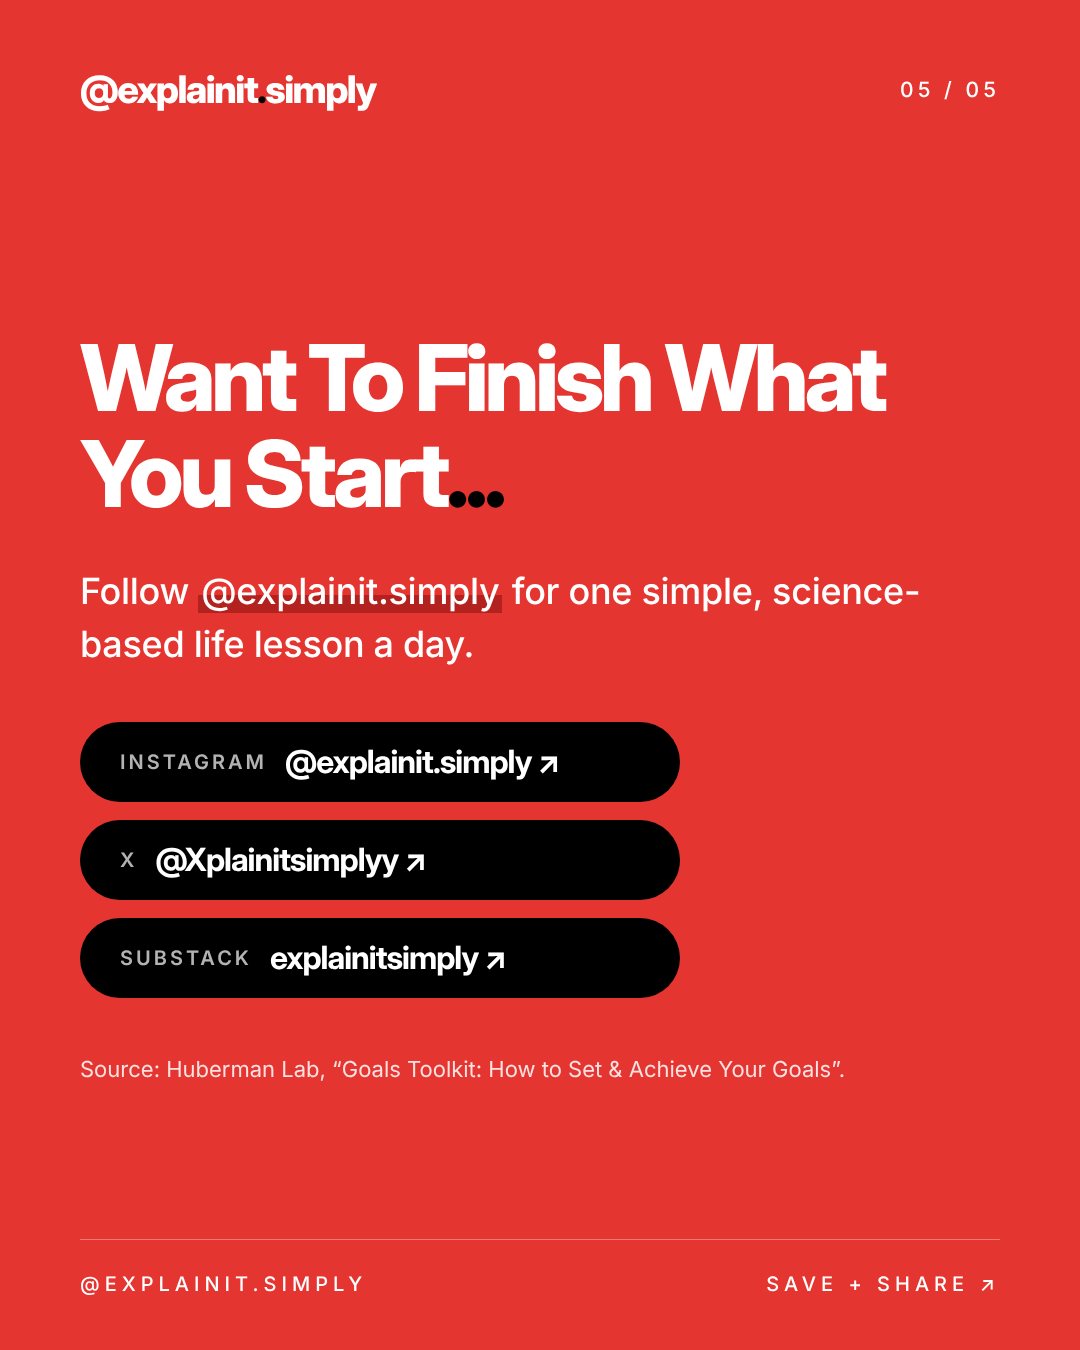 @explainit.simply
05 / 05
Want To Finish What
You Start...
Follow @explainit.simply for one simple, science-
based life lesson a day.
INSTAGRAM @explainit.simply ↗
X @Xplainitsimplyy ↗
SUBSTACK explainitsimply ↗
Source: Huberman Lab, “Goals Toolkit: How to Set & Achieve Your Goals”.
@EXPLAINIT.SIMPLY
SAVE + SHARE ↗